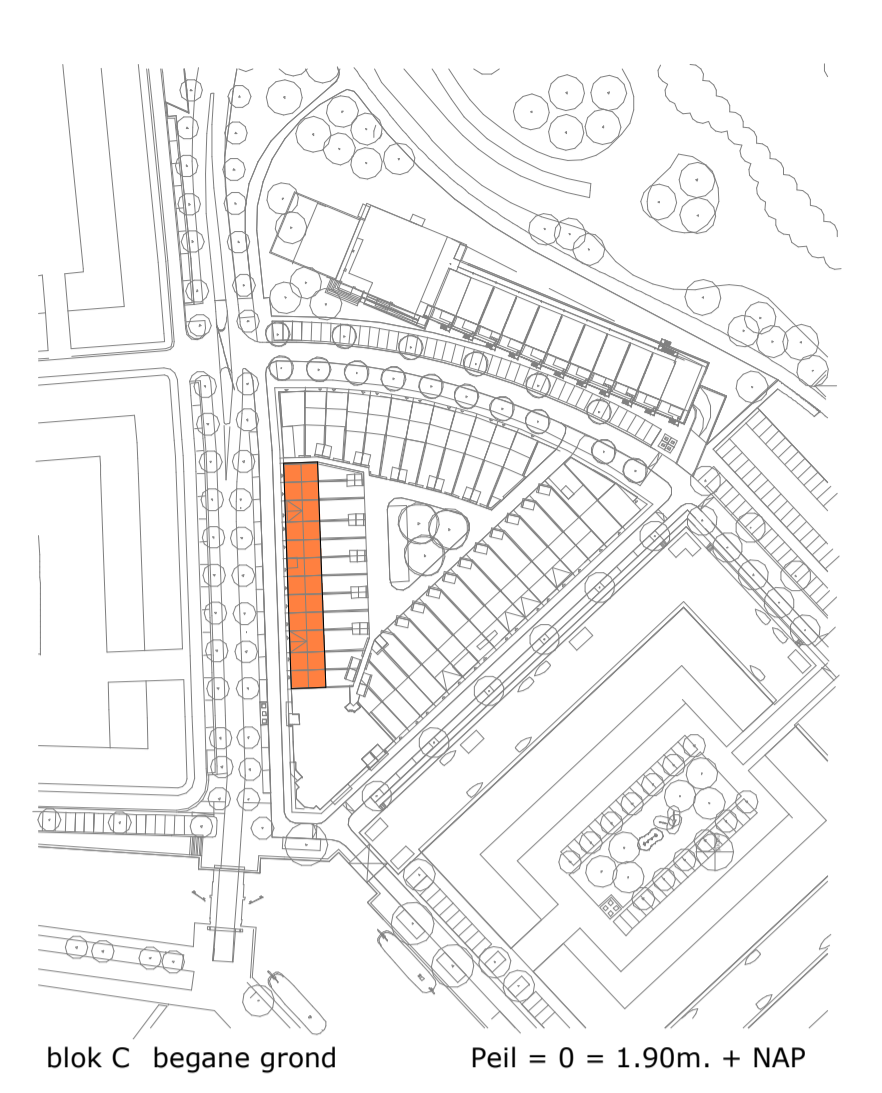 blok C begane grond Peil = 0 = 1.90m. + NAP